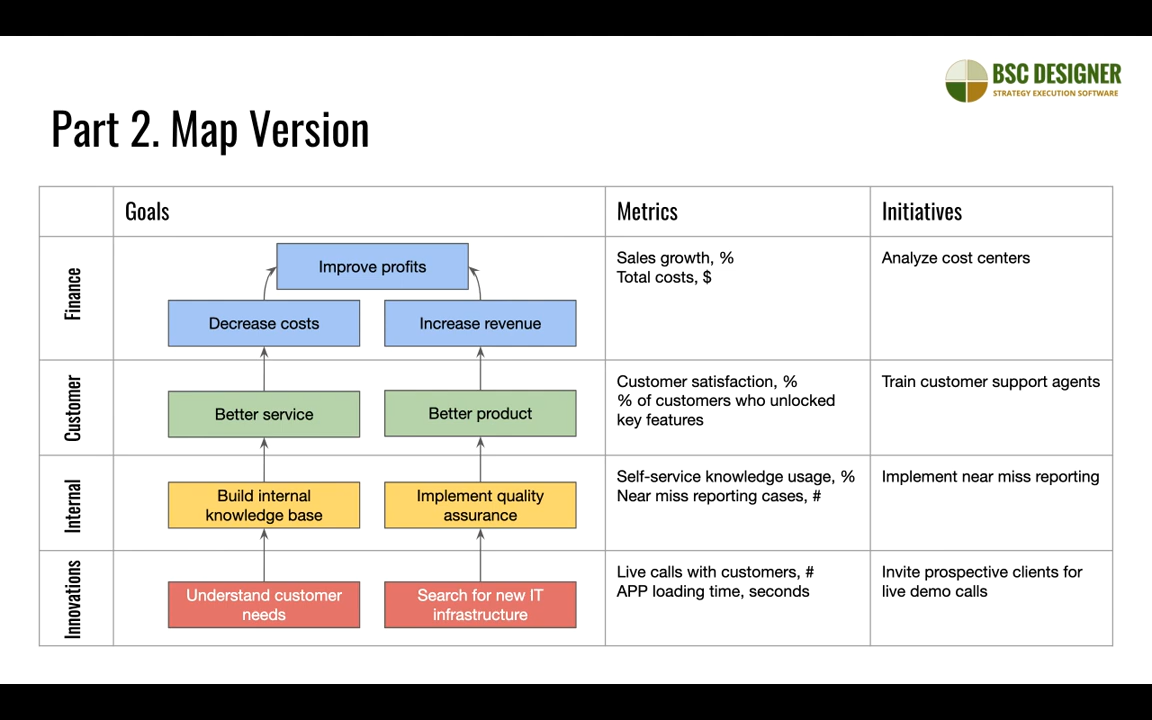 BSC DESIGNER
STRATEGY EXECUTION SOFTWARE
Part 2. Map Version
Goals
Metrics
Initiatives
Finance
Improve profits
Decrease costs
Increase revenue
Sales growth, %
Total costs, $
Analyze cost centers
Customer
Better service
Better product
Customer satisfaction, %
% of customers who unlocked
key features
Train customer support agents
Internal
Build internal
knowledge base
Implement quality
assurance
Self-service knowledge usage, %
Near miss reporting cases, #
Implement near miss reporting
Innovations
Understand customer
needs
Search for new IT
infrastructure
Live calls with customers, #
APP loading time, seconds
Invite prospective clients for
live demo calls